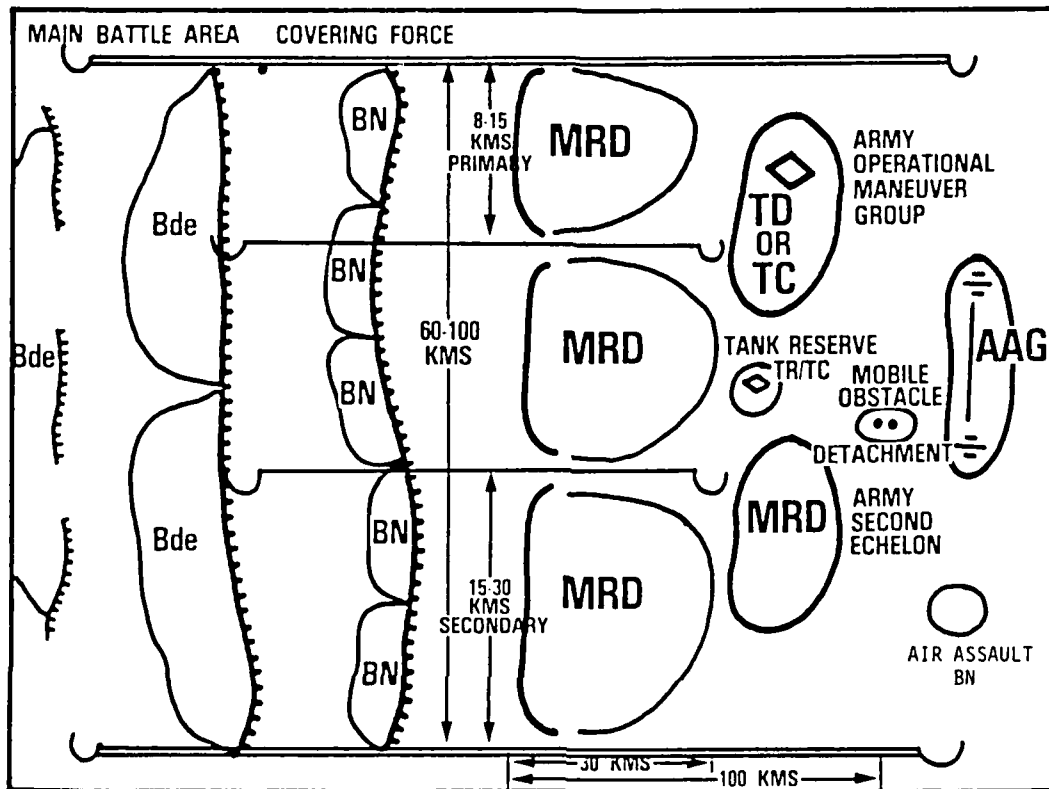 MAIN BATTLE AREA COVERING FORCE
BN
8-15
KMS
PRIMARY
MRD
ARMY
OPERATIONAL
MANEUVER
GROUP
TD
OR
TC
Bde
BN
60-100
KMS
MRD
TANK RESERVE
TR/TC
MOBILE
OBSTACLE
DETACHMENT
AAG
Bde
BN
Bde
BN
15-30
KMS
SECONDARY
MRD
MRD
ARMY
SECOND
ECHELON
BN
AIR ASSAULT
BN
30 KMS
100 KMS